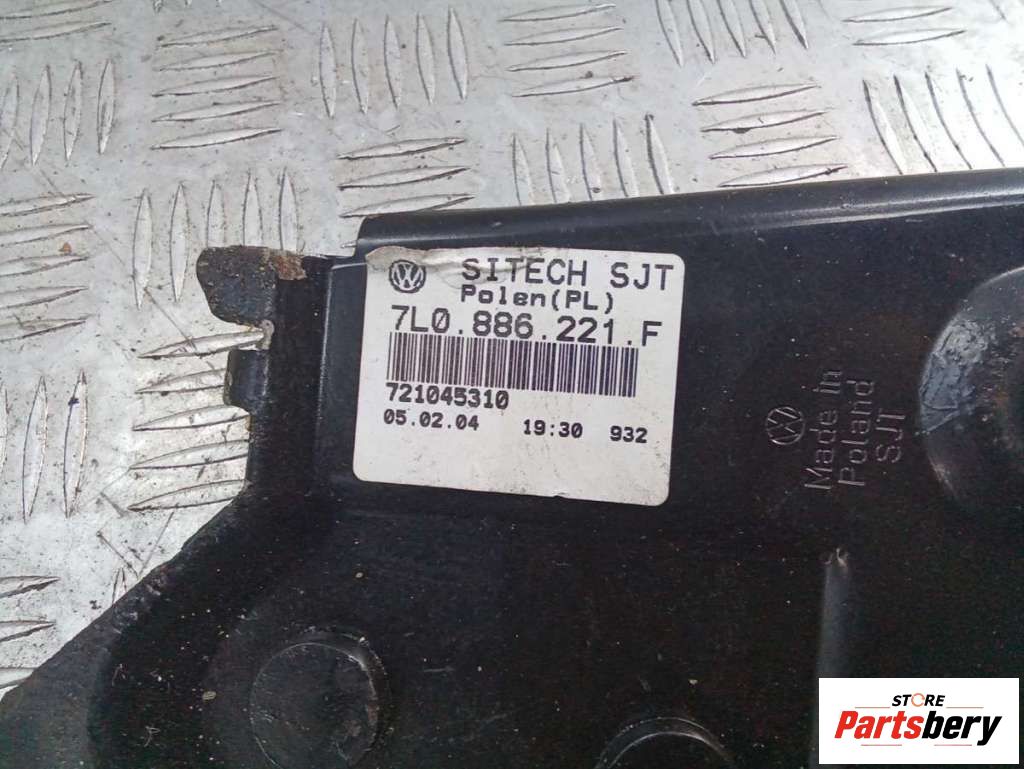 SITECH SJT
Polen(PL)
7L0.886.221.F
721045310
05.02.04 19:30 932
Made in
Poland
SJT
STORE
Partsbery